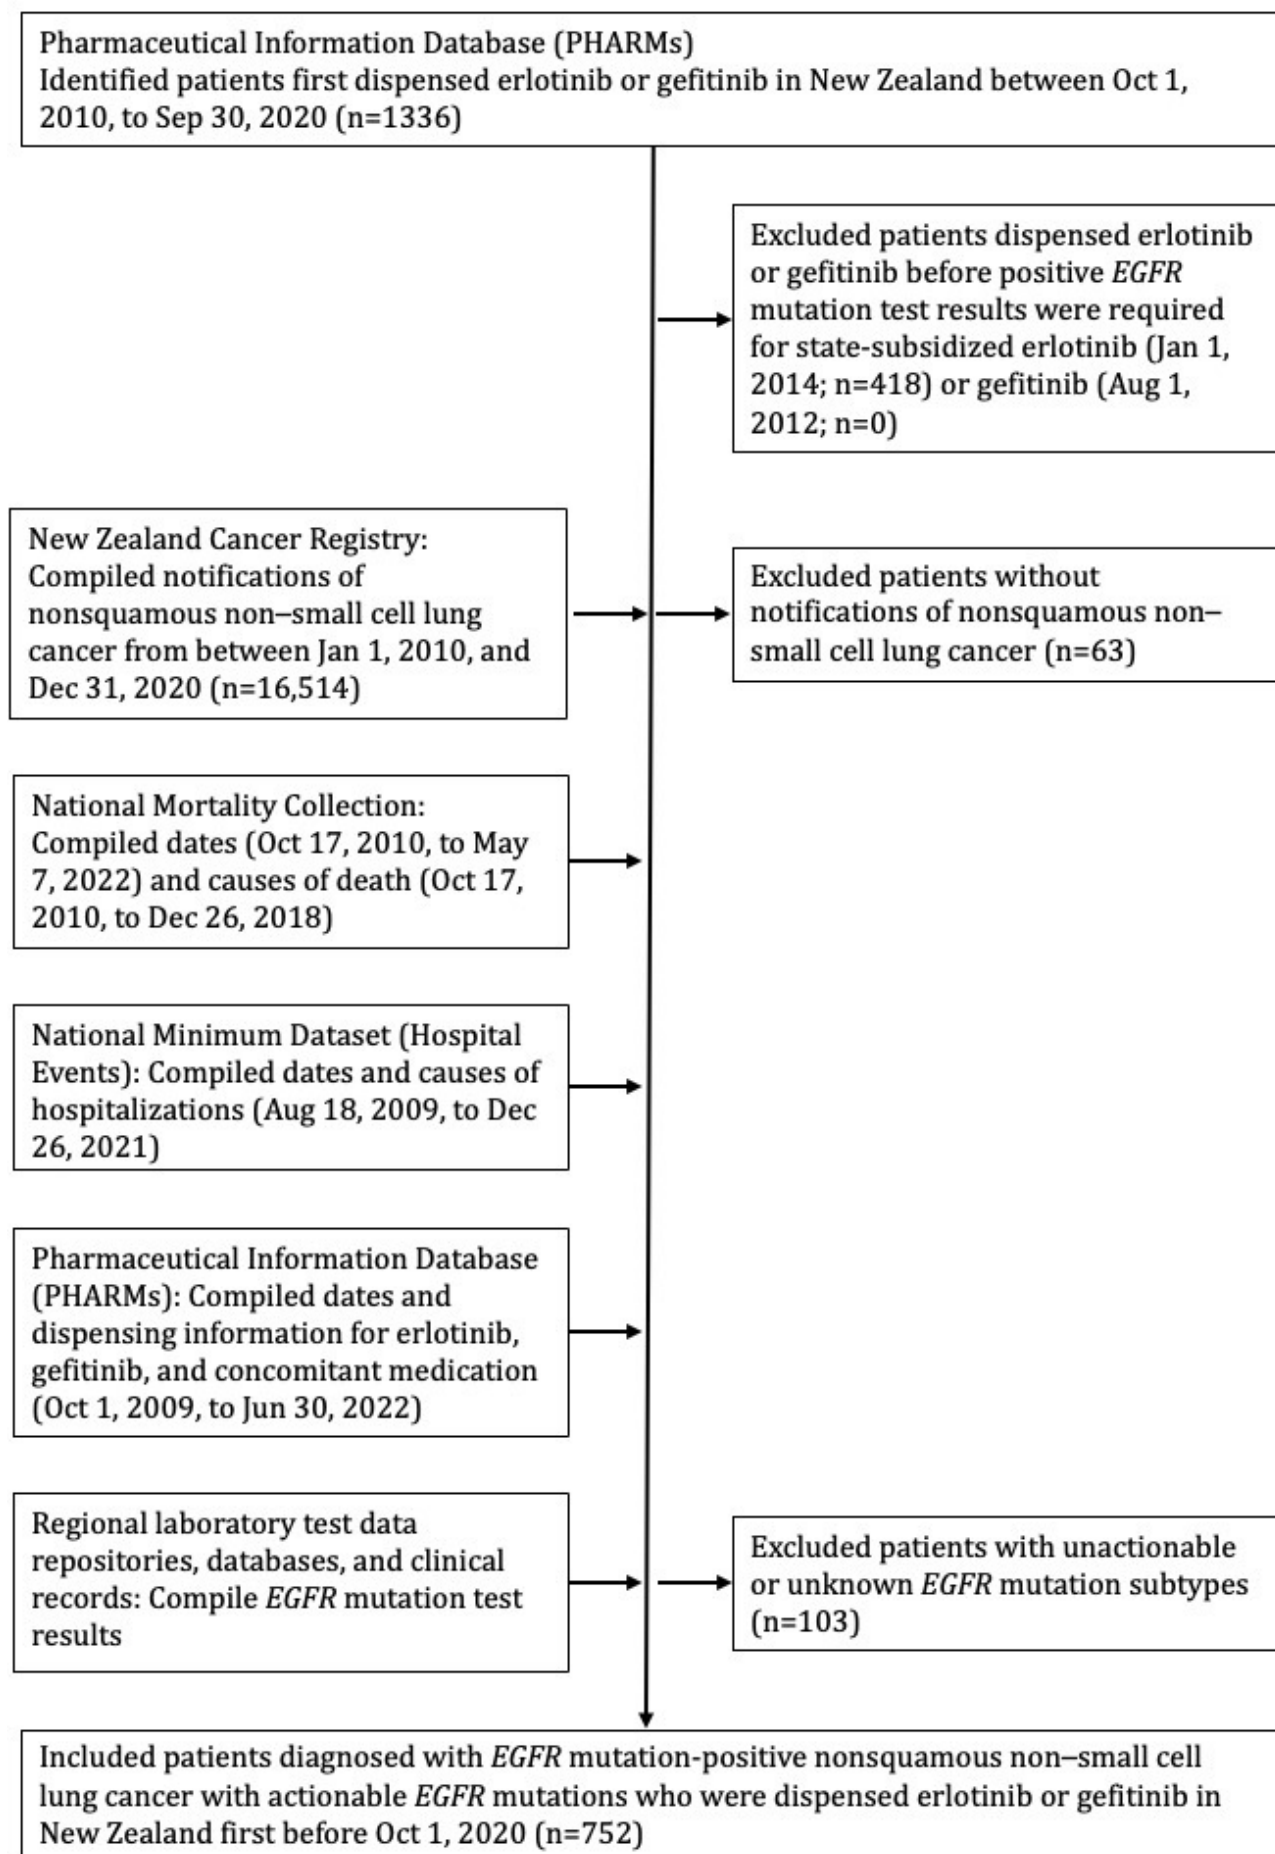 Pharmaceutical Information Database (PHARMs)
Identified patients first dispensed erlotinib or gefitinib in New Zealand between Oct 1,
2010, to Sep 30, 2020 (n=1336)
Excluded patients dispensed erlotinib
or gefitinib before positive EGFR
mutation test results were required
for state-subsidized erlotinib (Jan 1,
2014; n=418) or gefitinib (Aug 1,
2012; n=0)
New Zealand Cancer Registry:
Compiled notifications of
nonsquamous non–small cell lung
cancer from between Jan 1, 2010, and
Dec 31, 2020 (n=16,514)
Excluded patients without
notifications of nonsquamous non–
small cell lung cancer (n=63)
National Mortality Collection:
Compiled dates (Oct 17, 2010, to May
7, 2022) and causes of death (Oct 17,
2010, to Dec 26, 2018)
National Minimum Dataset (Hospital
Events): Compiled dates and causes of
hospitalizations (Aug 18, 2009, to Dec
26, 2021)
Pharmaceutical Information Database
(PHARMs): Compiled dates and
dispensing information for erlotinib,
gefitinib, and concomitant medication
(Oct 1, 2009, to Jun 30, 2022)
Regional laboratory test data
repositories, databases, and clinical
records: Compile EGFR mutation test
results
Excluded patients with unactionable
or unknown EGFR mutation subtypes
(n=103)
Included patients diagnosed with EGFR mutation-positive nonsquamous non–small cell
lung cancer with actionable EGFR mutations who were dispensed erlotinib or gefitinib in
New Zealand first before Oct 1, 2020 (n=752)